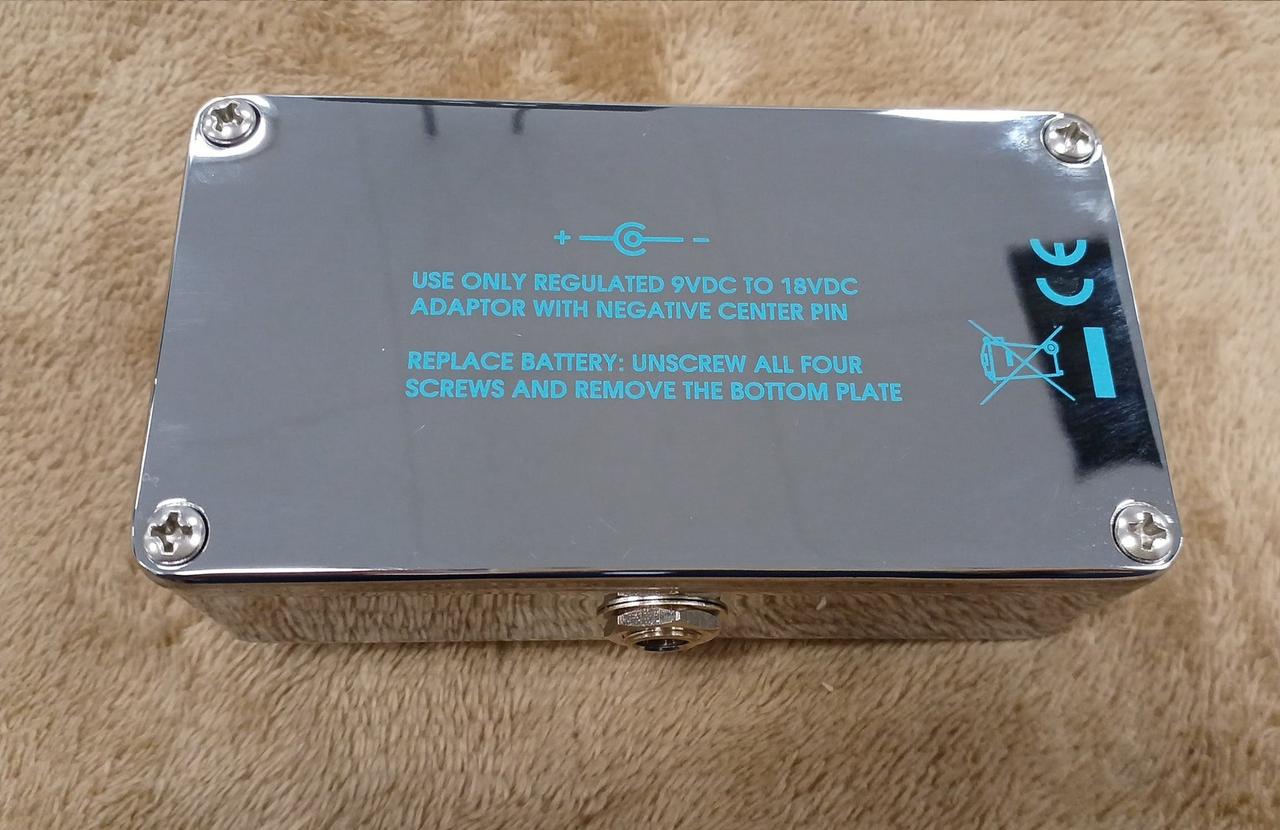 + -
USE ONLY REGULATED 9VDC TO 18VDC
ADAPTOR WITH NEGATIVE CENTER PIN
REPLACE BATTERY: UNSCREW ALL FOUR
SCREWS AND REMOVE THE BOTTOM PLATE
CE